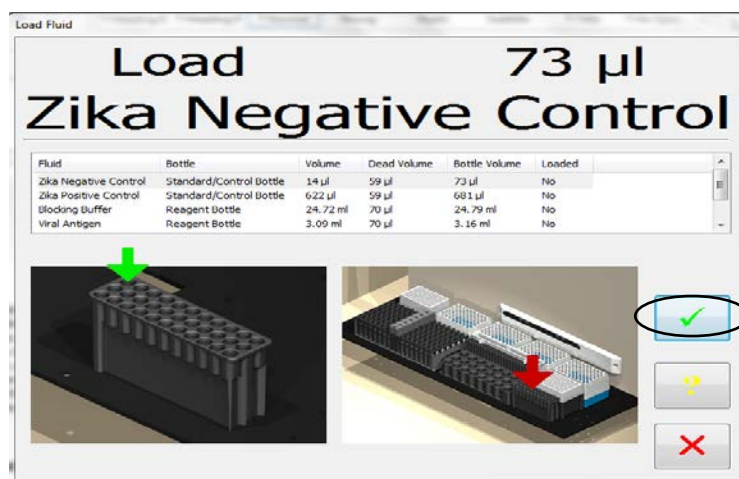 Load Fluid
Load 73 µl
Zika Negative Control
Fluid Bottle Volume Dead Volume Bottle Volume Loaded
Zika Negative Control Standard/Control Bottle 14 µl 59 µl 73 µl No
Zika Positive Control Standard/Control Bottle 622 µl 59 µl 681 µl No
Blocking Buffer Reagent Bottle 24.72 ml 70 µl 24.79 ml No
Viral Antigen Reagent Bottle 3.09 ml 70 µl 3.16 ml No
?